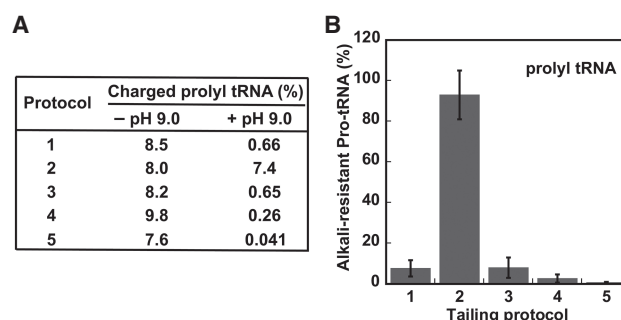 A
Protocol
Charged prolyl tRNA (%)
– pH 9.0 + pH 9.0
1 8.5 0.66
2 8.0 7.4
3 8.2 0.65
4 9.8 0.26
5 7.6 0.041
B
Alkali-resistant Pro-tRNA (%)
120
100
80
60
40
20
0
prolyl tRNA
1 2 3 4 5
Tailing protocol